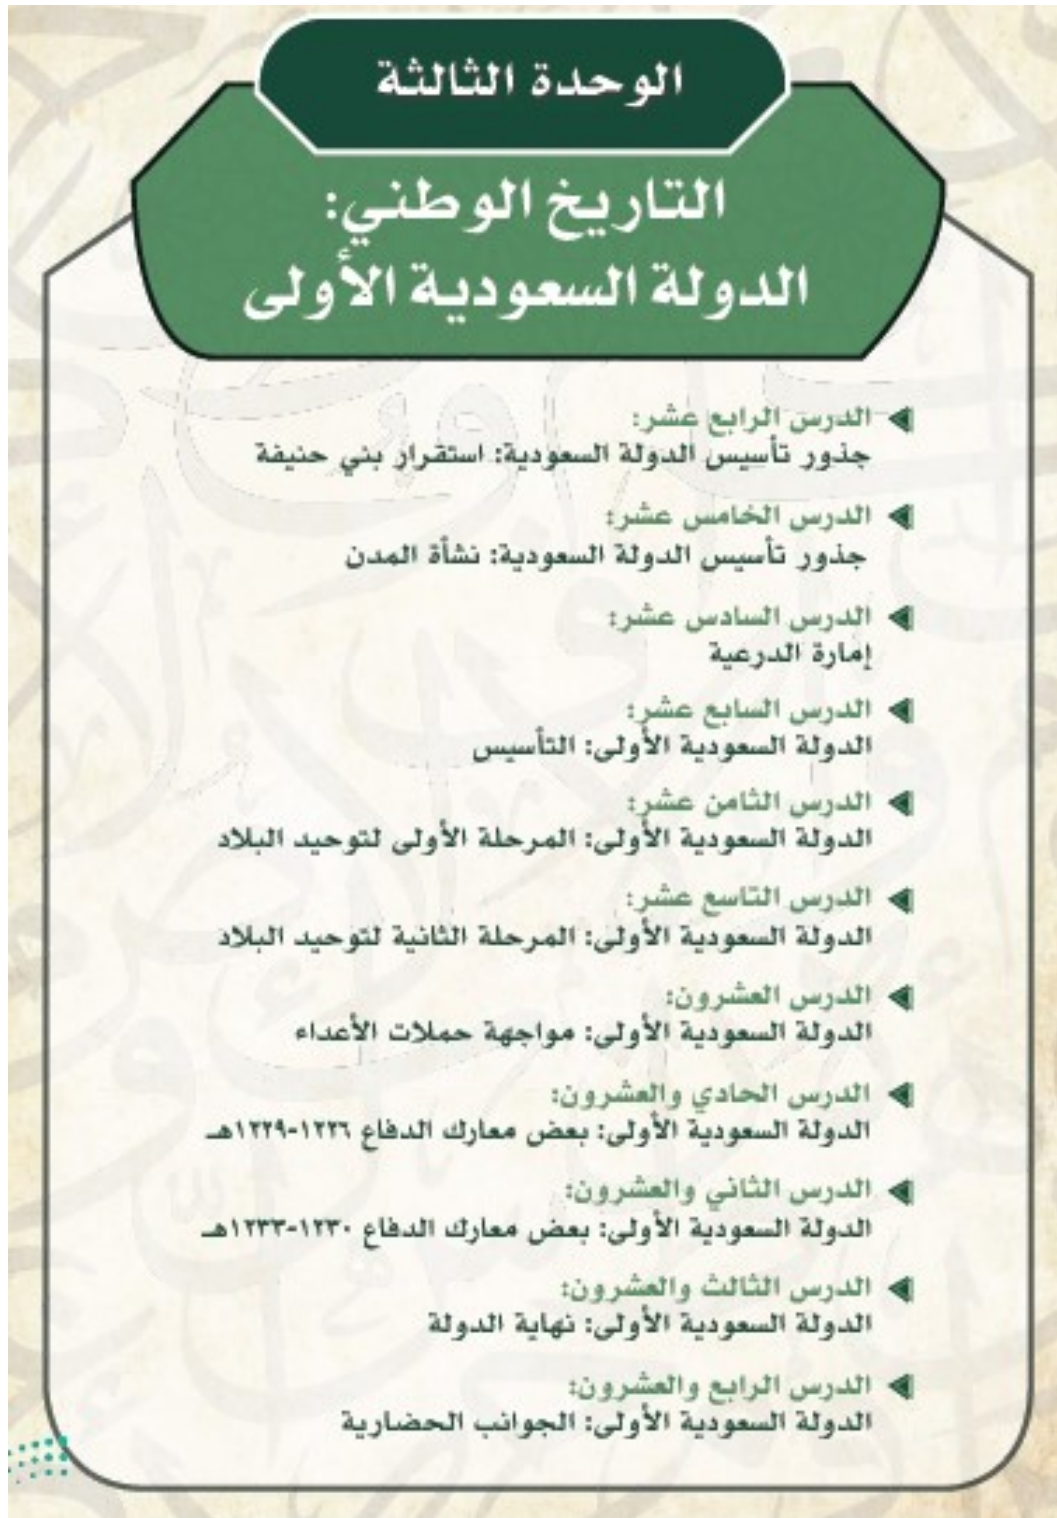 الوحدة الثالثة
التاريخ الوطني:
الدولة السعودية الأولى
الدرس الرابع عشر:
جذور تأسيس الدولة السعودية: استقرار بني حنيفة
الدرس الخامس عشر:
جذور تأسيس الدولة السعودية: نشأة المدن
الدرس السادس عشر:
إمارة الدرعية
الدرس السابع عشر:
الدولة السعودية الأولى: التأسيس
الدرس الثامن عشر:
الدولة السعودية الأولى: المرحلة الأولى لتوحيد البلاد
الدرس التاسع عشر:
الدولة السعودية الأولى: المرحلة الثانية لتوحيد البلاد
الدرس العشرون:
الدولة السعودية الأولى: مواجهة حملات الأعداء
الدرس الحادي والعشرون:
الدولة السعودية الأولى: بعض معارك الدفاع ١٢٢٦-١٢٢٩هـ
الدرس الثاني والعشرون:
الدولة السعودية الأولى: بعض معارك الدفاع ١٢٣٠-١٢٣٣هـ
الدرس الثالث والعشرون:
الدولة السعودية الأولى: نهاية الدولة
الدرس الرابع والعشرون:
الدولة السعودية الأولى: الجوانب الحضارية